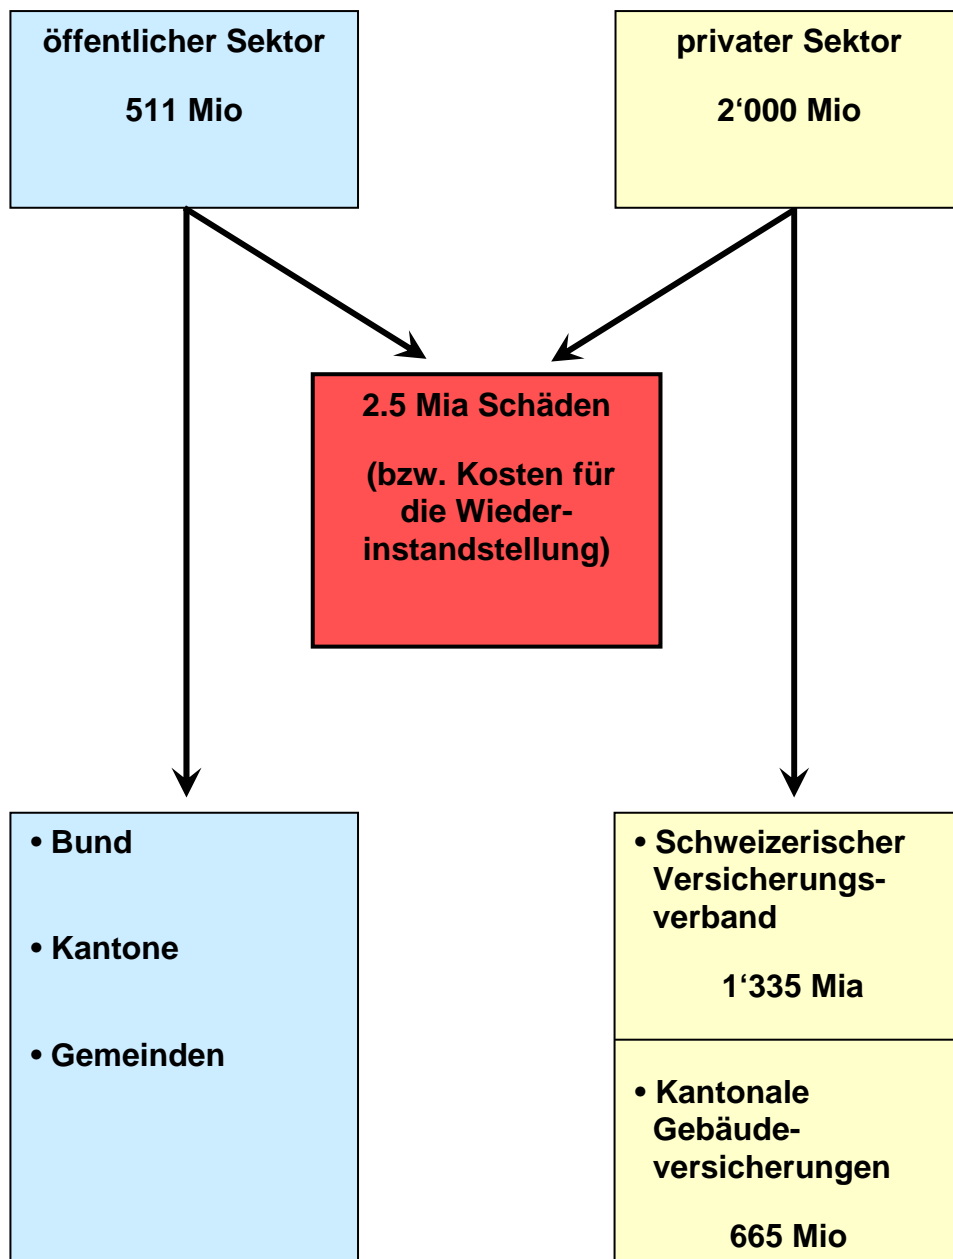 öffentlicher Sektor
511 Mio
privater Sektor
2‘000 Mio
2.5 Mia Schäden
(bzw. Kosten für
die Wieder-
instandstellung)
• Bund
• Kantone
• Gemeinden
• Schweizerischer
Versicherungs-
verband
1‘335 Mia
• Kantonale
Gebäude-
versicherungen
665 Mio